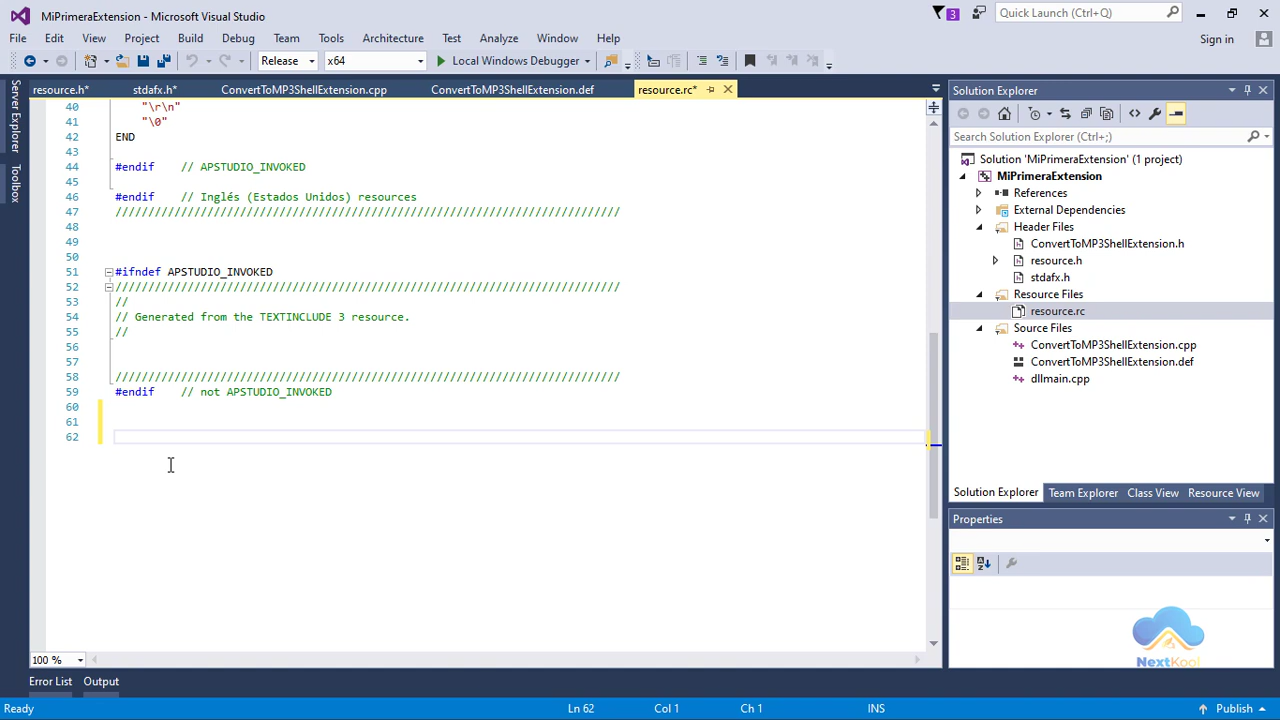 MiPrimeraExtension - Microsoft Visual Studio
3
Quick Launch (Ctrl+Q)
File Edit View Project Build Debug Team Tools Architecture Test Analyze Window Help
Sign in
Release x64 Local Windows Debugger
resource.h* stdafx.h* ConvertToMP3ShellExtension.cpp ConvertToMP3ShellExtension.def resource.rc*
Server Explorer
Toolbox
40 "\r\n"
41 "\0"
42 END
43
44 #endif // APSTUDIO_INVOKED
45
46 #endif // Inglés (Estados Unidos) resources
47 /////////////////////////////////////////////////////////////////////////////
48
49
50
51 #ifndef APSTUDIO_INVOKED
52 /////////////////////////////////////////////////////////////////////////////
53 //
54 // Generated from the TEXTINCLUDE 3 resource.
55 //
56
57
58 /////////////////////////////////////////////////////////////////////////////
59 #endif // not APSTUDIO_INVOKED
60
61
62
100 %
Solution Explorer
Search Solution Explorer (Ctrl+;)
Solution 'MiPrimeraExtension' (1 project)
MiPrimeraExtension
References
External Dependencies
Header Files
ConvertToMP3ShellExtension.h
resource.h
stdafx.h
Resource Files
resource.rc
Source Files
ConvertToMP3ShellExtension.cpp
ConvertToMP3ShellExtension.def
dllmain.cpp
Solution Explorer Team Explorer Class View Resource View
Properties
NextKool
Error List Output
Ready Ln 62 Col 1 Ch 1 INS Publish